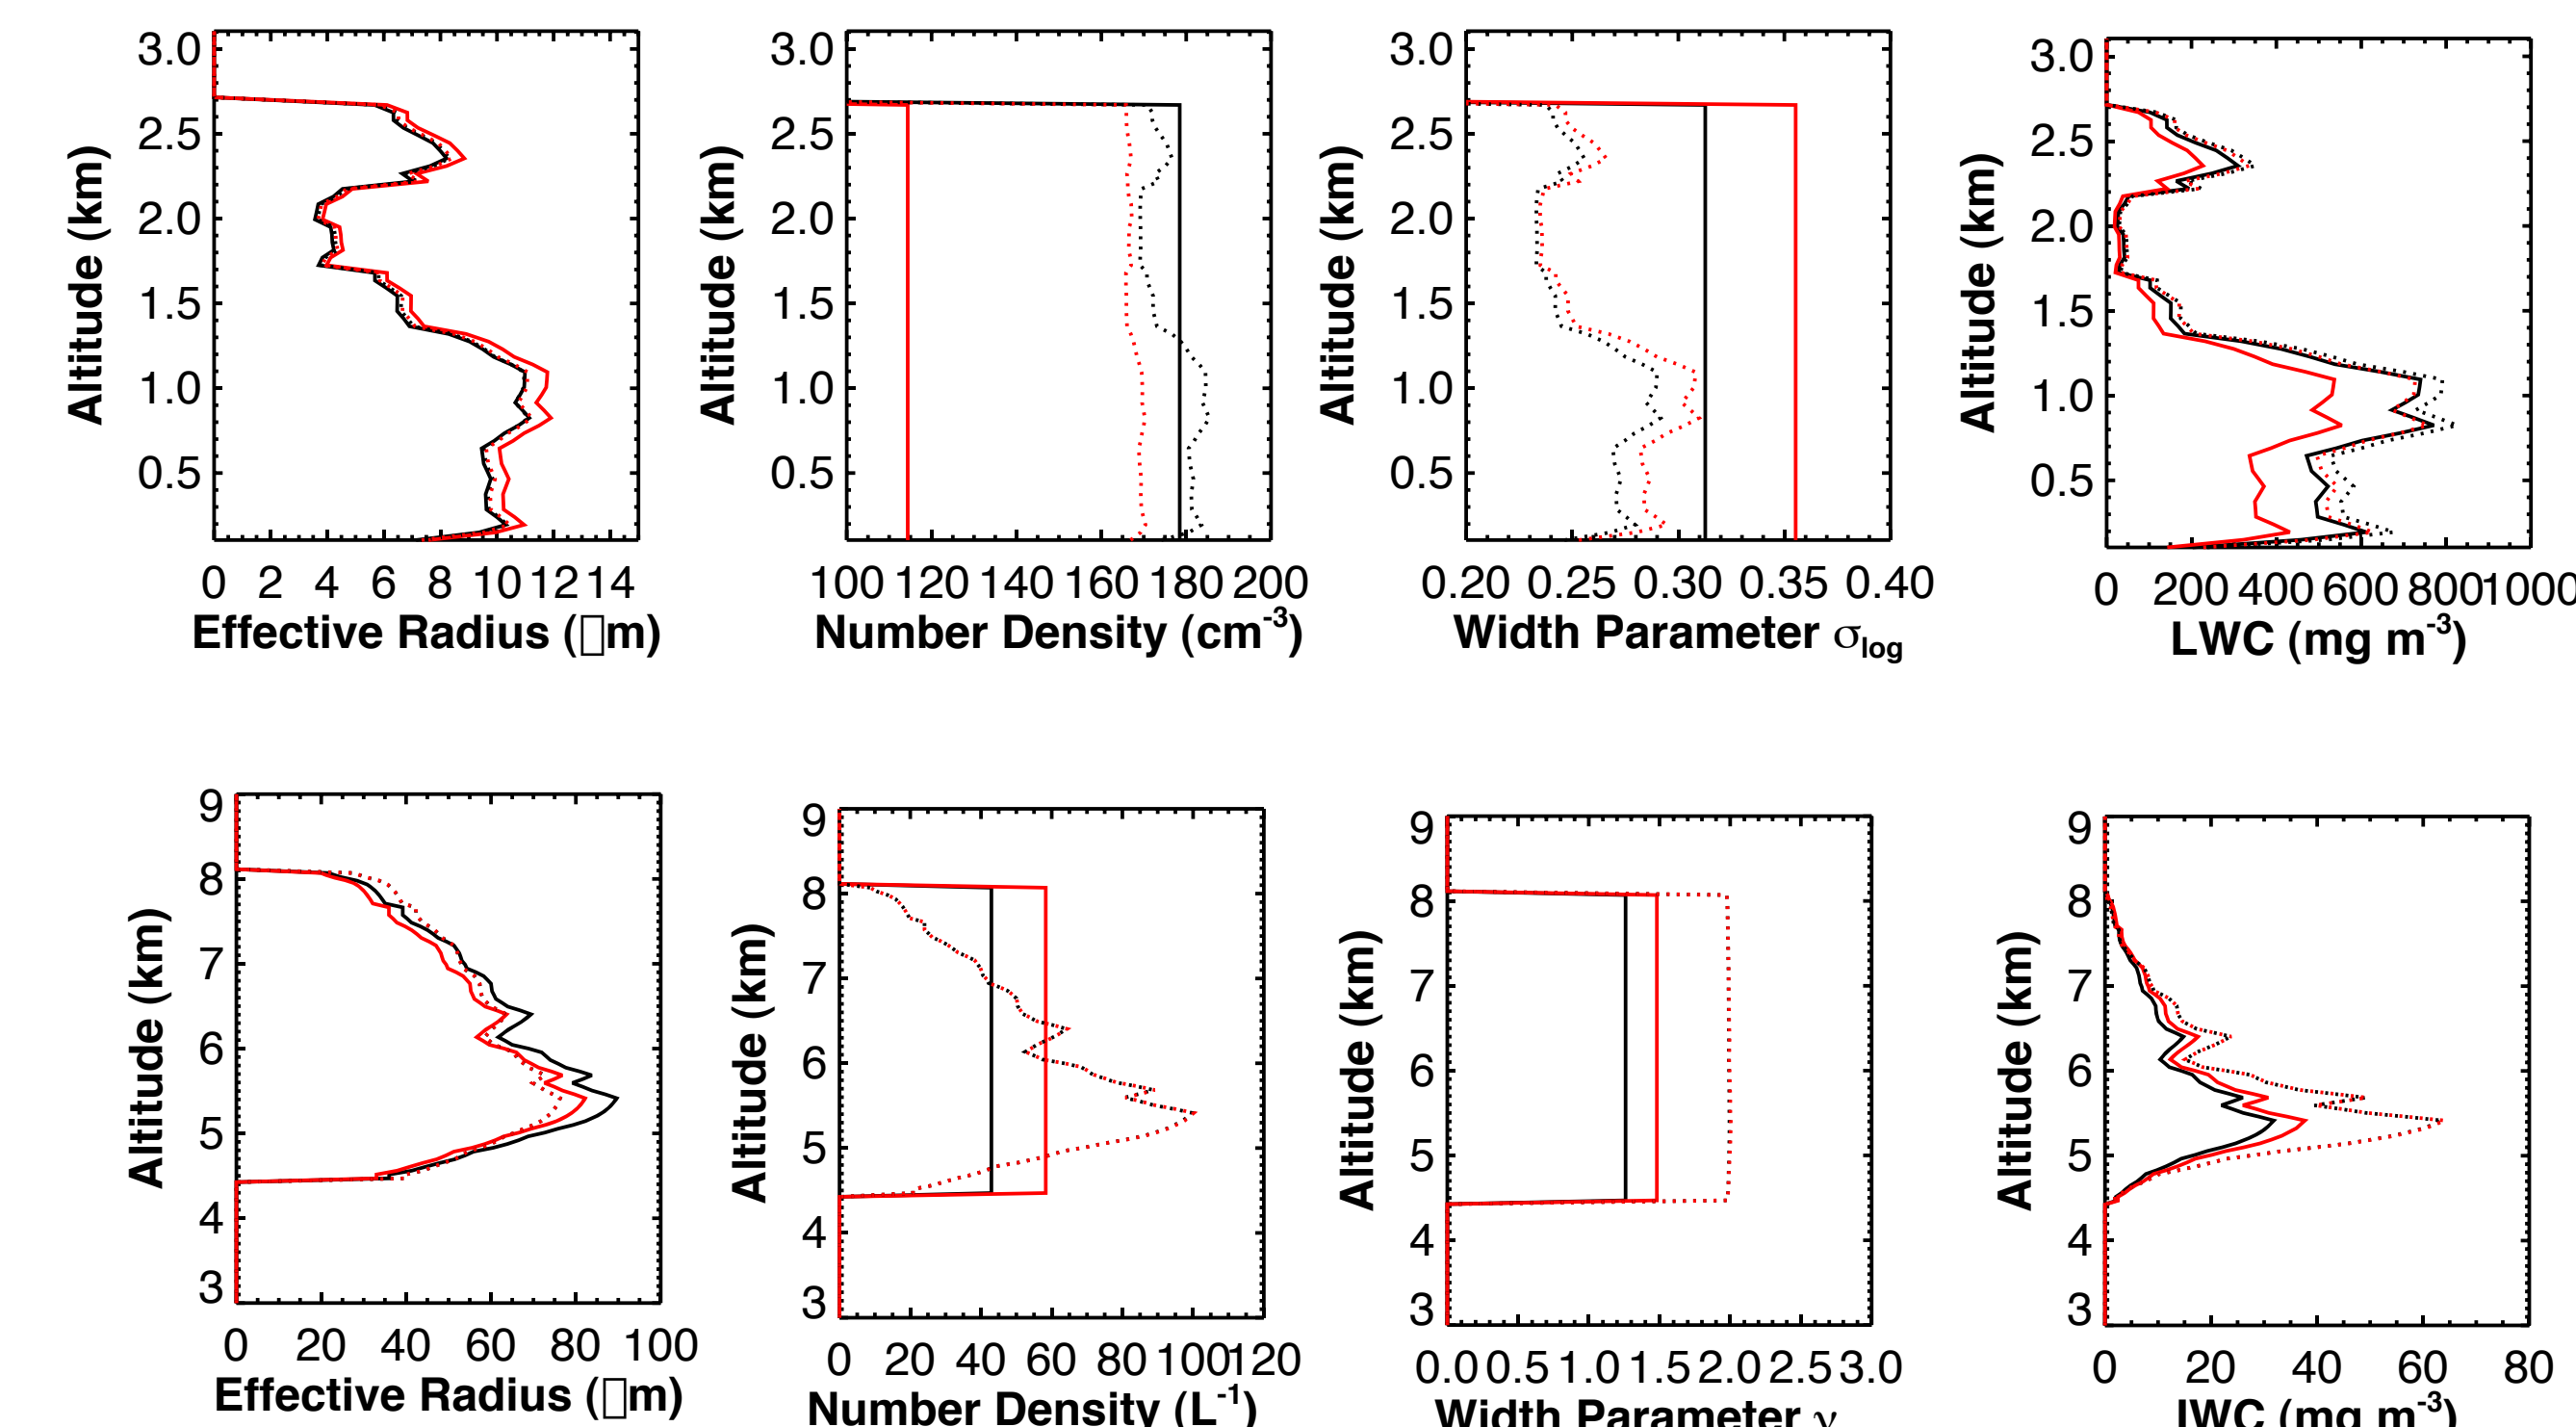 3.0
2.5
2.0
1.5
1.0
0.5
Altitude (km)
0 2 4 6 8 10 12 14
Effective Radius (▯m)
3.0
2.5
2.0
1.5
1.0
0.5
Altitude (km)
100 120 140 160 180 200
Number Density (cm-3)
3.0
2.5
2.0
1.5
1.0
0.5
Altitude (km)
0.20 0.25 0.30 0.35 0.40
Width Parameter σlog
3.0
2.5
2.0
1.5
1.0
0.5
Altitude (km)
0 200 400 600 800 1000
LWC (mg m-3)
9
8
7
6
5
4
3
Altitude (km)
0 20 40 60 80 100
Effective Radius (▯m)
9
8
7
6
5
4
3
Altitude (km)
0 20 40 60 80 100 120
Number Density (L-1)
9
8
7
6
5
4
3
Altitude (km)
0.0 0.5 1.0 1.5 2.0 2.5 3.0
Width Parameter γ
9
8
7
6
5
4
3
Altitude (km)
0 20 40 60 80
IWC (mg m-3)